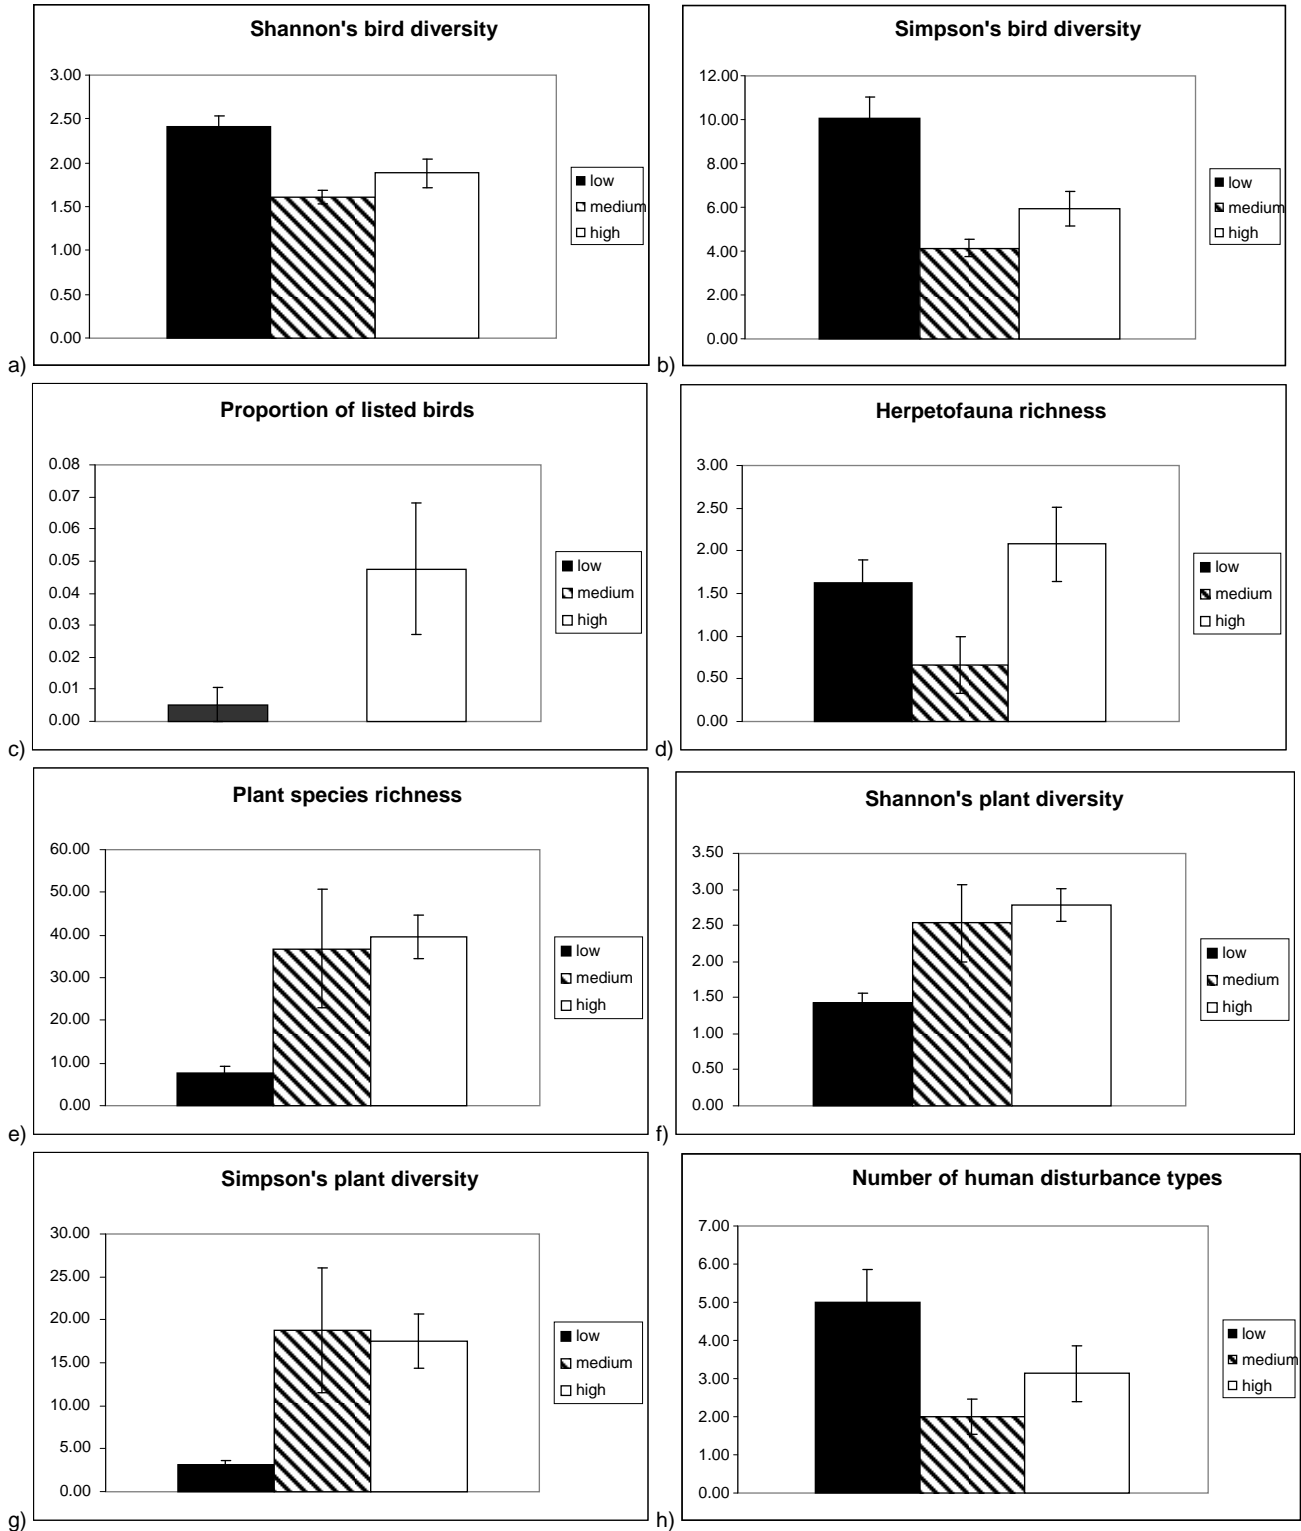 Shannon's bird diversity
3.00
2.50
2.00
1.50
1.00
0.50
0.00
low
medium
high
a)
Simpson's bird diversity
12.00
10.00
8.00
6.00
4.00
2.00
0.00
low
medium
high
b)
Proportion of listed birds
0.08
0.07
0.06
0.05
0.04
0.03
0.02
0.01
0.00
low
medium
high
c)
Herpetofauna richness
3.00
2.50
2.00
1.50
1.00
0.50
0.00
low
medium
high
d)
Plant species richness
60.00
50.00
40.00
30.00
20.00
10.00
0.00
low
medium
high
e)
Shannon's plant diversity
3.50
3.00
2.50
2.00
1.50
1.00
0.50
0.00
low
medium
high
f)
Simpson's plant diversity
30.00
25.00
20.00
15.00
10.00
5.00
0.00
low
medium
high
g)
Number of human disturbance types
7.00
6.00
5.00
4.00
3.00
2.00
1.00
0.00
low
medium
high
h)